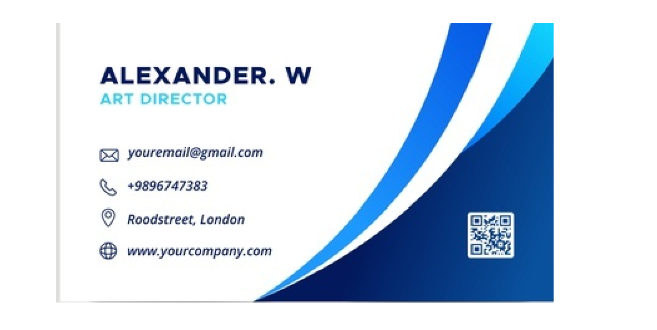 ALEXANDER. W
ART DIRECTOR
youremail@gmail.com
+9896747383
Roodstreet, London
www.yourcompany.com